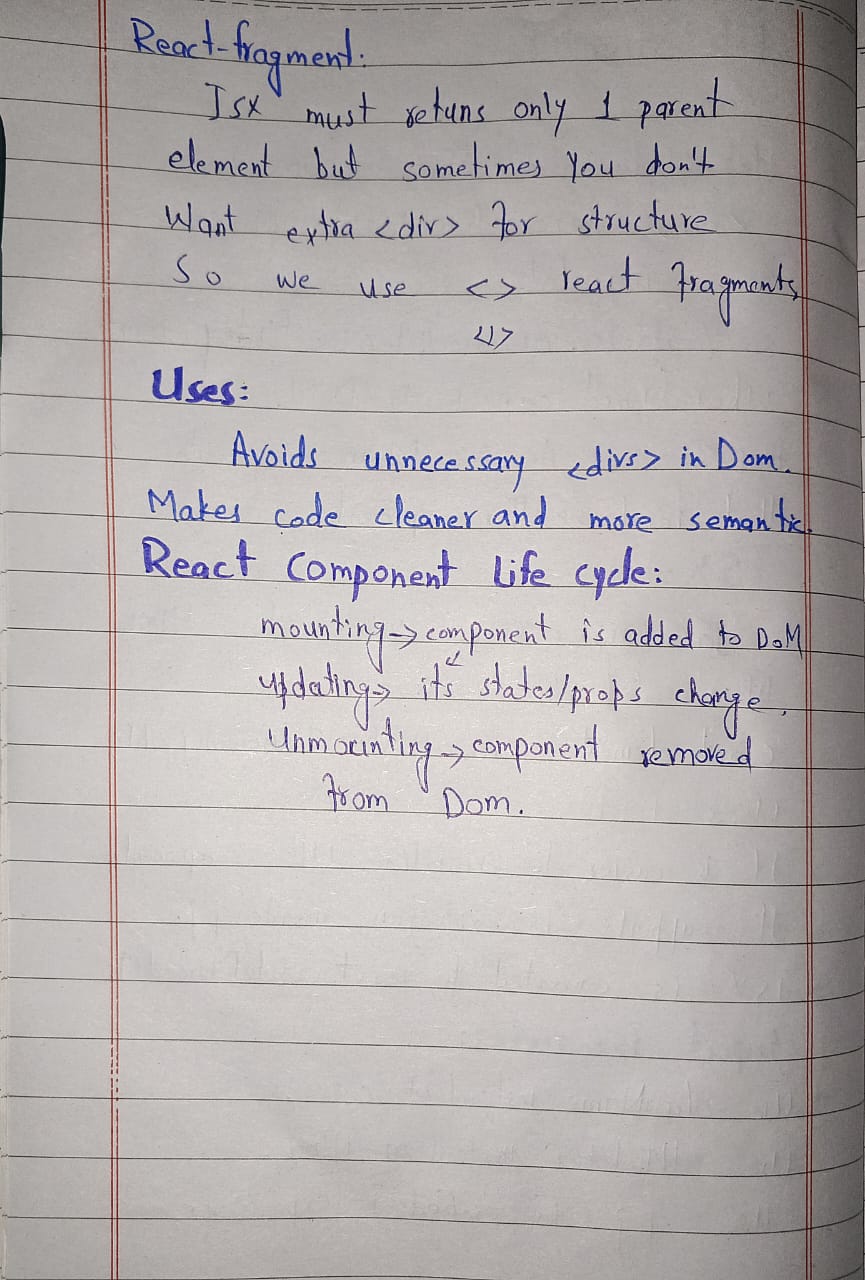 React-fragment:
Jsx must retuns only 1 parent
element but sometimes you don't
Want extra <div> for structure
So we use <> react fragments
</>
Uses:
Avoids unnecessary <divs> in Dom.
Makes code cleaner and more semantic.
React Component Life cycle:
mounting → component is added to DoM
updating → its states/props change.
Unmounting → component removed
from Dom.